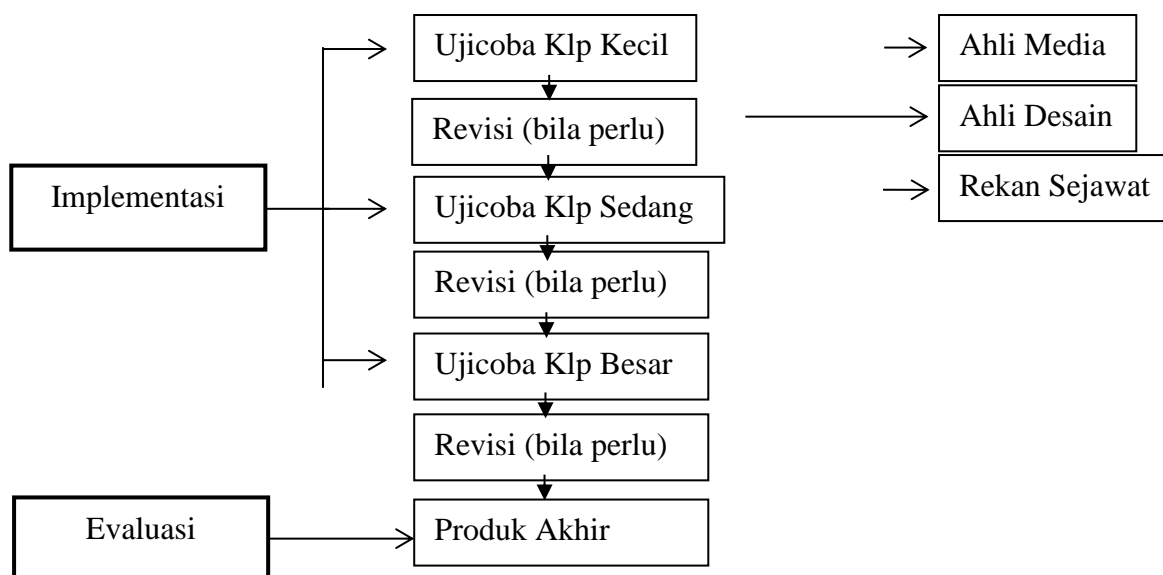 Ujicoba Klp Kecil
Ahli Media
Revisi (bila perlu)
Ahli Desain
Implementasi
Ujicoba Klp Sedang
Rekan Sejawat
Revisi (bila perlu)
Ujicoba Klp Besar
Revisi (bila perlu)
Evaluasi
Produk Akhir